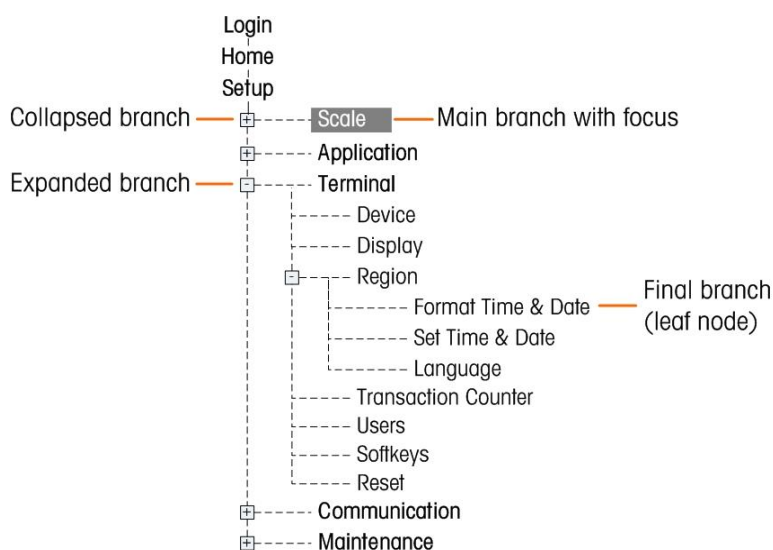 Login
Home
Setup
Collapsed branch
Scale
Main branch with focus
Application
Expanded branch
Terminal
Device
Display
Region
Format Time & Date
Final branch
(leaf node)
Set Time & Date
Language
Transaction Counter
Users
Softkeys
Reset
Communication
Maintenance